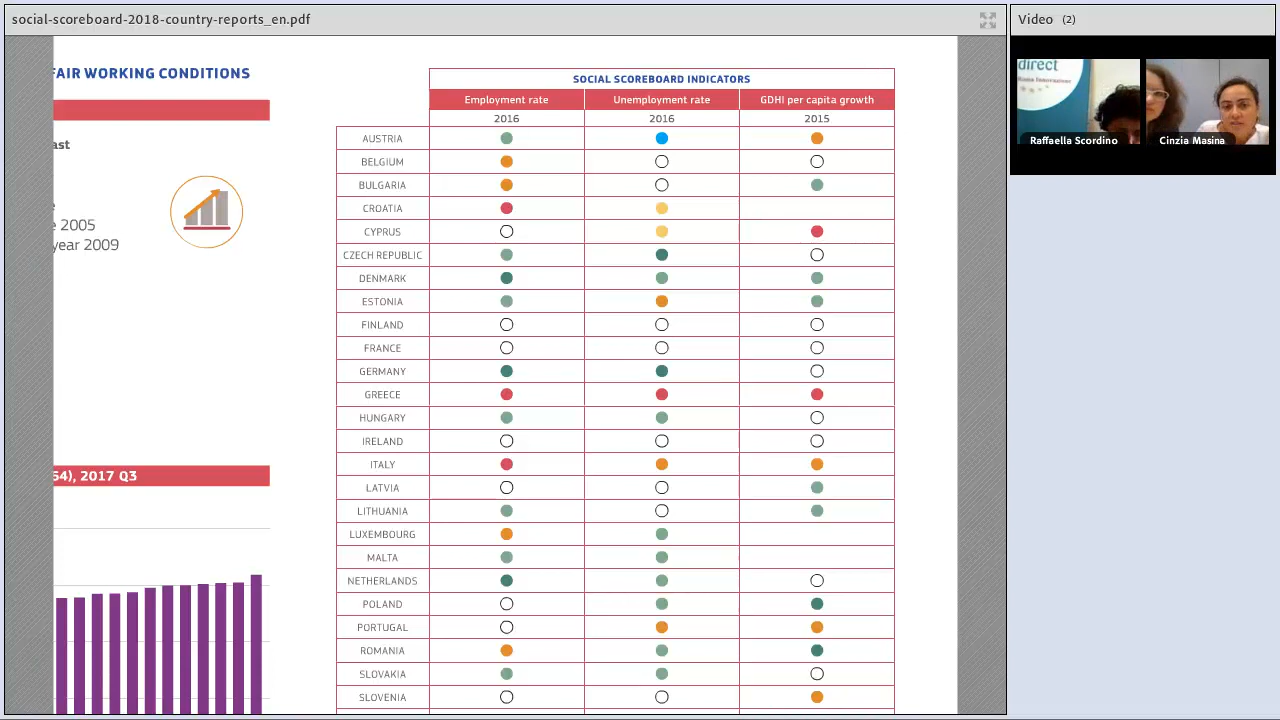 social-scoreboard-2018-country-reports_en.pdf
Video (2)
direct
Raffaella Scordino
Cinzia Masina
FAIR WORKING CONDITIONS
ast
e
e 2005
year 2009
64), 2017 Q3
SOCIAL SCOREBOARD INDICATORS
Employment rate Unemployment rate GDHI per capita growth
2016 2016 2015
AUSTRIA
BELGIUM
BULGARIA
CROATIA
CYPRUS
CZECH REPUBLIC
DENMARK
ESTONIA
FINLAND
FRANCE
GERMANY
GREECE
HUNGARY
IRELAND
ITALY
LATVIA
LITHUANIA
LUXEMBOURG
MALTA
NETHERLANDS
POLAND
PORTUGAL
ROMANIA
SLOVAKIA
SLOVENIA